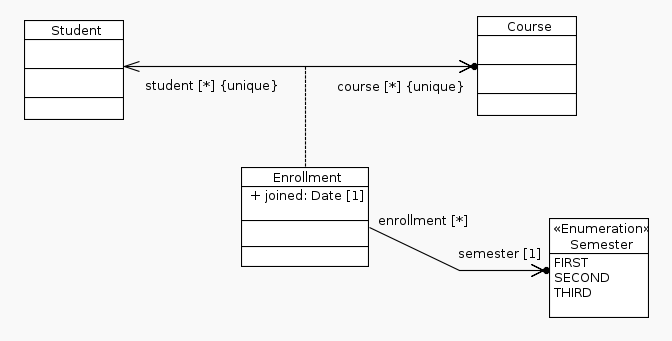 Student
Course
student [*] {unique}
course [*] {unique}
Enrollment
+ joined: Date [1]
enrollment [*]
semester [1]
«Enumeration»
Semester
FIRST
SECOND
THIRD